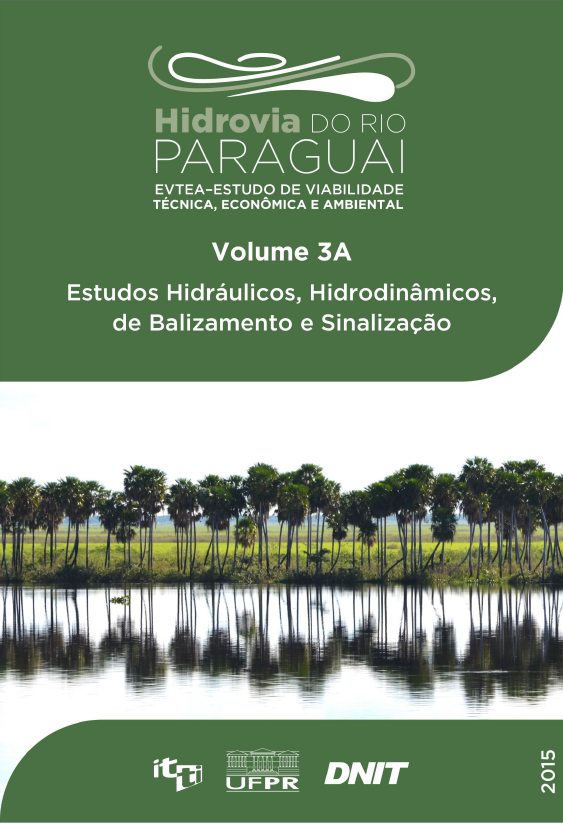 Hidrovia DO RIO
PARAGUAI
EVTEA–ESTUDO DE VIABILIDADE
TÉCNICA, ECONÔMICA E AMBIENTAL
Volume 3A
Estudos Hidráulicos, Hidrodinâmicos,
de Balizamento e Sinalização
itti
UFPR
DNIT
2015